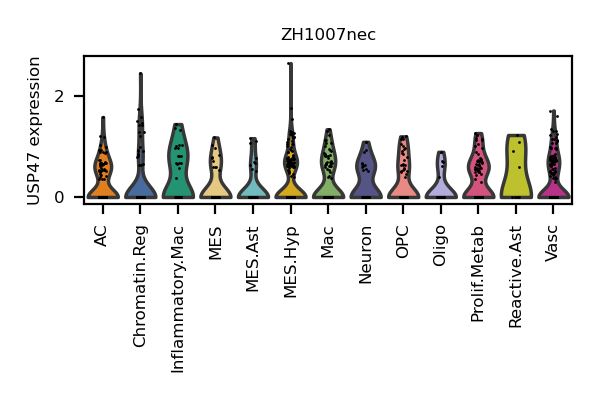 ZH1007nec
USP47 expression
2
0
AC
Chromatin.Reg
Inflammatory.Mac
MES
MES.Ast
MES.Hyp
Mac
Neuron
OPC
Oligo
Prolif.Metab
Reactive.Ast
Vasc